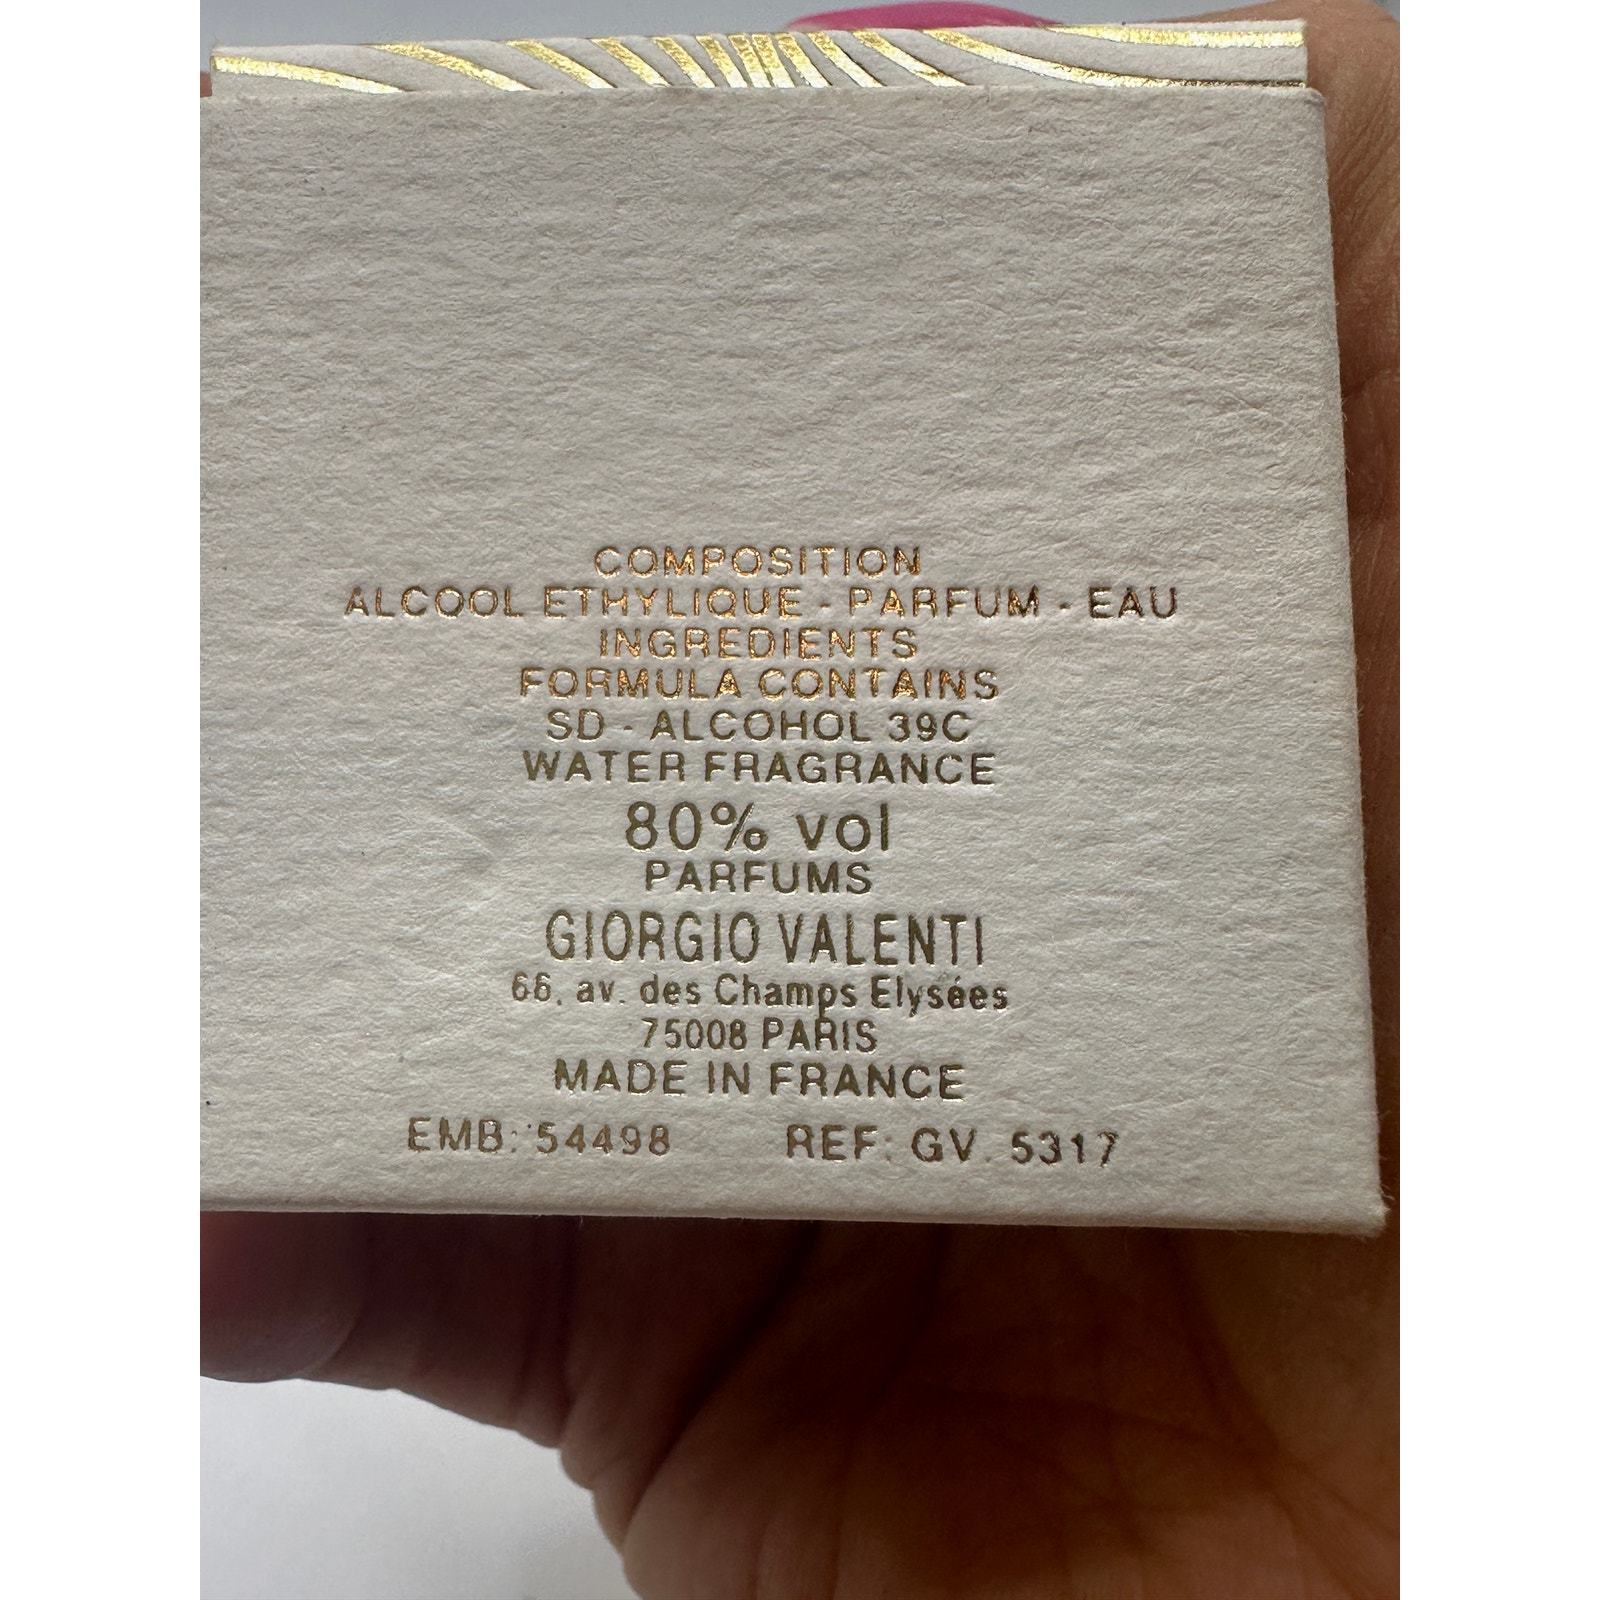 COMPOSITION
ALCOOL ETHYLIQUE - PARFUM - EAU
INGREDIENTS
FORMULA CONTAINS
SD - ALCOHOL 39C
WATER FRAGRANCE
80% vol
PARFUMS
GIORGIO VALENTI
66, av. des Champs Elysées
75008 PARIS
MADE IN FRANCE
EMB: 54498 REF: GV. 5317